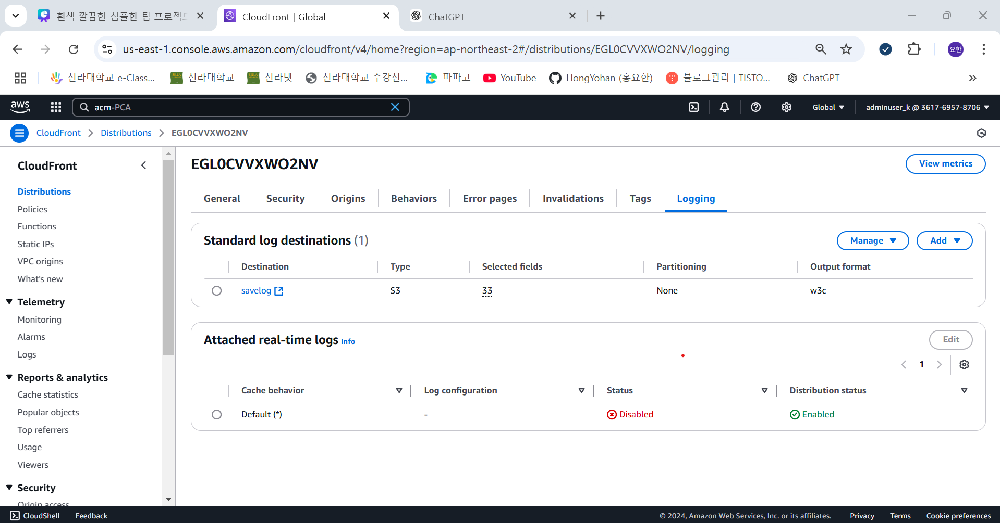 흰색 깔끔한 심플한 팀 프로젝트
CloudFront | Global
ChatGPT
us-east-1.console.aws.amazon.com/cloudfront/v4/home?region=ap-northeast-2#/distributions/EGL0CVVXWO2NV/logging
요한
신라대학교 e-Class...
신라대학교
신라넷
신라대학교 수강신...
파파고
YouTube
HongYohan (홍요한)
블로그관리 | TISTO...
ChatGPT
aws
acm-PCA
Global
adminuser_k @ 3617-6957-8706
CloudFront
Distributions
EGL0CVVXWO2NV
CloudFront
Distributions
Policies
Functions
Static IPs
VPC origins
What's new
Telemetry
Monitoring
Alarms
Logs
Reports & analytics
Cache statistics
Popular objects
Top referrers
Usage
Viewers
Security
Origin access
EGL0CVVXWO2NV
View metrics
General
Security
Origins
Behaviors
Error pages
Invalidations
Tags
Logging
Standard log destinations (1)
Manage
Add
Destination
Type
Selected fields
Partitioning
Output format
savelog
S3
33
None
w3c
Attached real-time logs Info
Edit
1
Cache behavior
Log configuration
Status
Distribution status
Default (*)
-
Disabled
Enabled
CloudShell
Feedback
© 2024, Amazon Web Services, Inc. or its affiliates.
Privacy
Terms
Cookie preferences